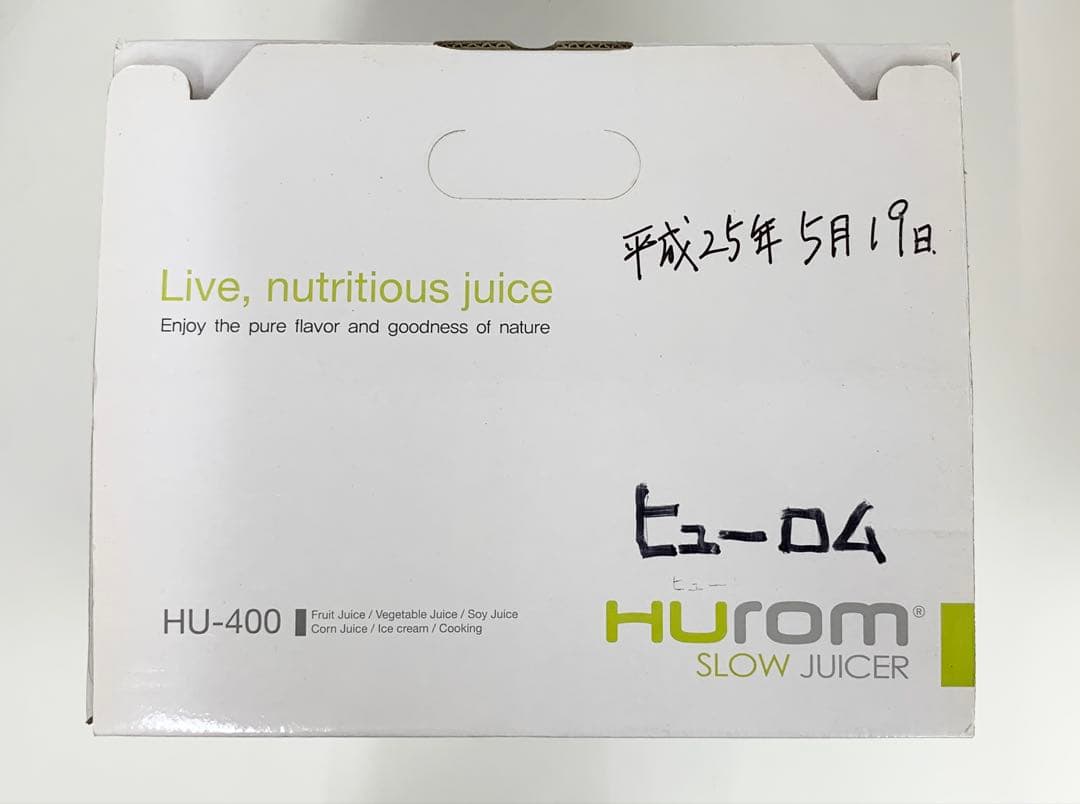 平成25年5月19日
Live, nutritious juice
Enjoy the pure flavor and goodness of nature
ヒューロム
ヒュー
HU-400
Fruit Juice / Vegetable Juice / Soy Juice
Corn Juice / Ice cream / Cooking
HUrom®
SLOW JUICER